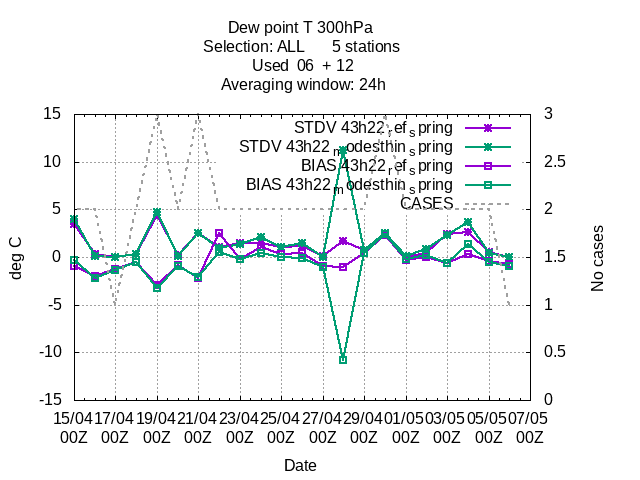 Dew point T 300hPa
Selection: ALL 5 stations
Used 06 + 12
Averaging window: 24h
STDV 43h22_ref_spring
STDV 43h22_modesthin_spring
BIAS 43h22_ref_spring
BIAS 43h22_modesthin_spring
CASES
deg C
15
10
5
0
-5
-10
-15
3
2.5
2
1.5
1
0.5
0
No cases
15/04 17/04 19/04 21/04 23/04 25/04 27/04 29/04 01/05 03/05 05/05 07/05
00Z 00Z 00Z 00Z 00Z 00Z 00Z 00Z 00Z 00Z 00Z 00Z
Date